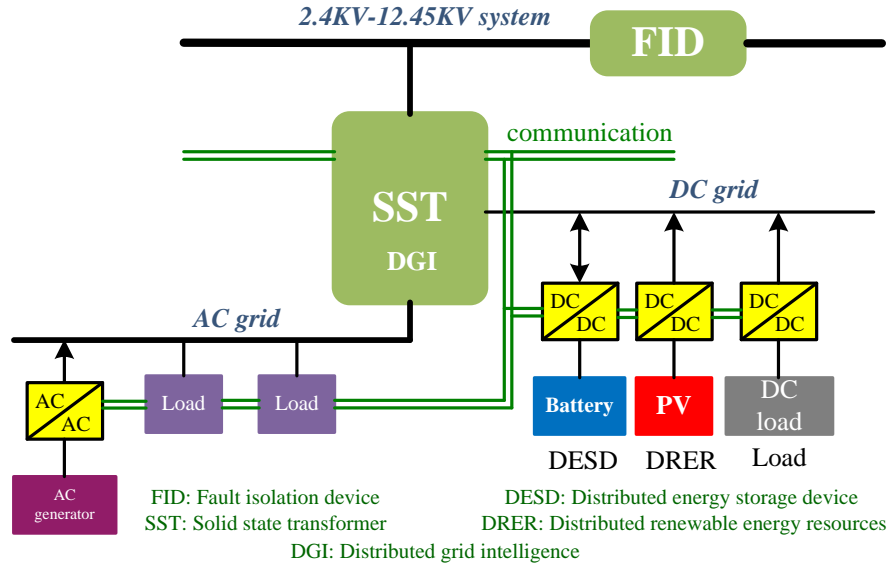 2.4KV-12.45KV system
FID
communication
SST
DGI
DC grid
AC grid
DC
DC
DC
DC
DC
DC
AC
AC
Load
Load
Battery
PV
DC
load
DESD
DRER
Load
AC
generator
FID: Fault isolation device
DESD: Distributed energy storage device
SST: Solid state transformer
DRER: Distributed renewable energy resources
DGI: Distributed grid intelligence